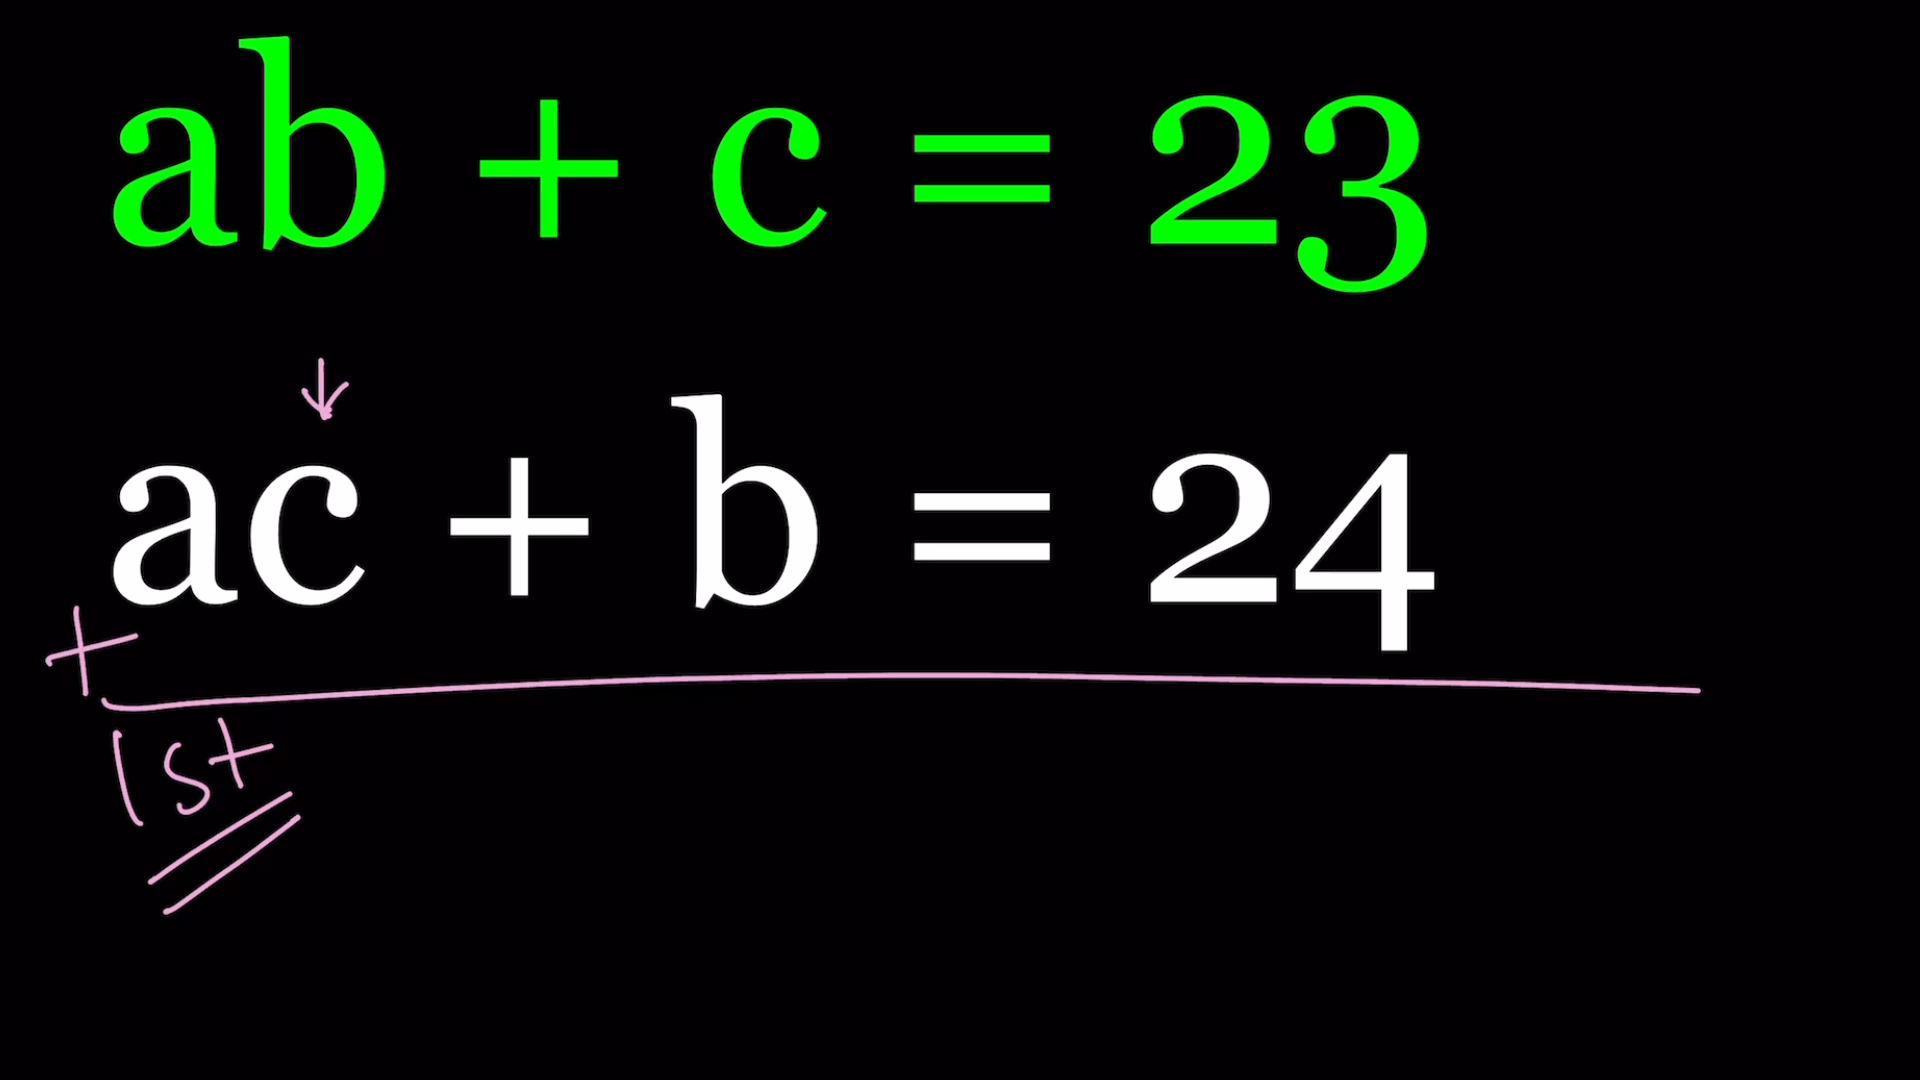 ab + c = 23
ac + b = 24
+
1st